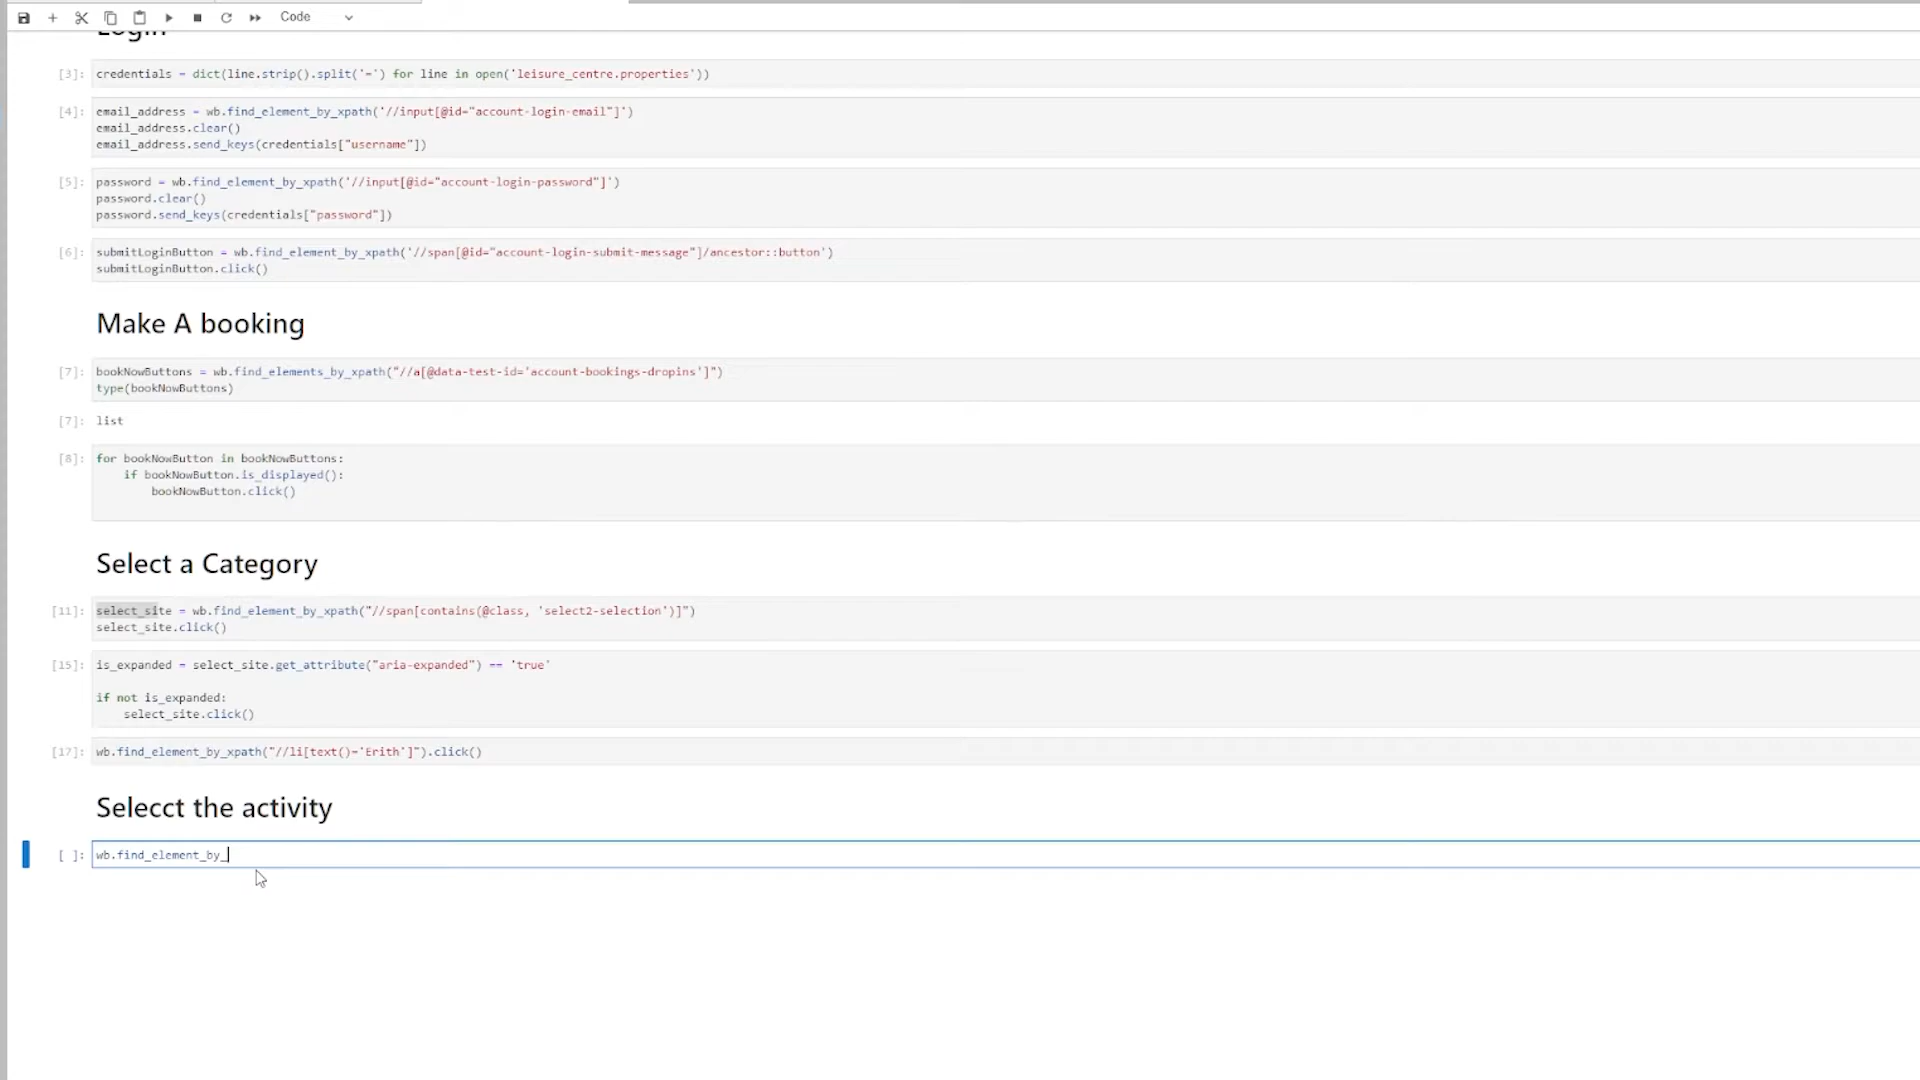 Code
Login
[3]: credentials = dict(line.strip().split('=') for line in open('leisure_centre.properties'))
[4]: email_address = wb.find_element_by_xpath('//input[@id="account-login-email"]')
email_address.clear()
email_address.send_keys(credentials["username"])
[5]: password = wb.find_element_by_xpath('//input[@id="account-login-password"]')
password.clear()
password.send_keys(credentials["password"])
[6]: submitLoginButton = wb.find_element_by_xpath('//span[@id="account-login-submit-message"]/ancestor::button')
submitLoginButton.click()
Make A booking
[7]: bookNowButtons = wb.find_elements_by_xpath("//a[@data-test-id='account-bookings-dropins']")
type(bookNowButtons)
[7]: list
[8]: for bookNowButton in bookNowButtons:
if bookNowButton.is_displayed():
bookNowButton.click()
Select a Category
[11]: select_site = wb.find_element_by_xpath("//span[contains(@class, 'select2-selection')]")
select_site.click()
[15]: is_expanded = select_site.get_attribute("aria-expanded") == 'true'
if not is_expanded:
select_site.click()
[17]: wb.find_element_by_xpath("//li[text()='Erith']").click()
Selecct the activity
[ ]: wb.find_element_by_